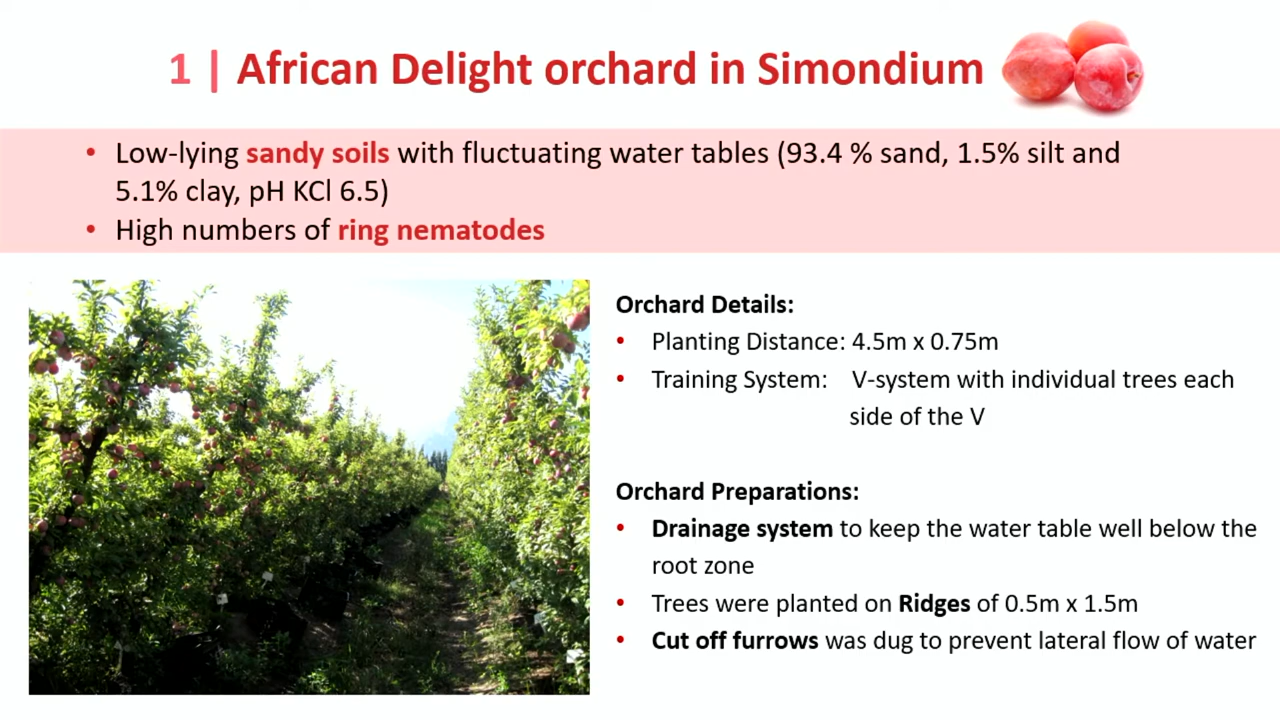 1 | African Delight orchard in Simondium
• Low-lying sandy soils with fluctuating water tables (93.4 % sand, 1.5% silt and
5.1% clay, pH KCl 6.5)
• High numbers of ring nematodes
Orchard Details:
• Planting Distance: 4.5m x 0.75m
• Training System: V-system with individual trees each
side of the V
Orchard Preparations:
• Drainage system to keep the water table well below the
root zone
• Trees were planted on Ridges of 0.5m x 1.5m
• Cut off furrows was dug to prevent lateral flow of water